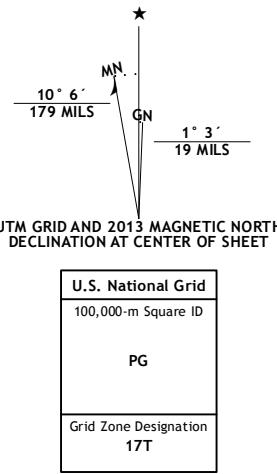 ★
MN
GN
10° 6´
179 MILS
1° 3´
19 MILS
UTM GRID AND 2013 MAGNETIC NORTH
DECLINATION AT CENTER OF SHEET
U.S. National Grid
100,000-m Square ID
PG
Grid Zone Designation
17T